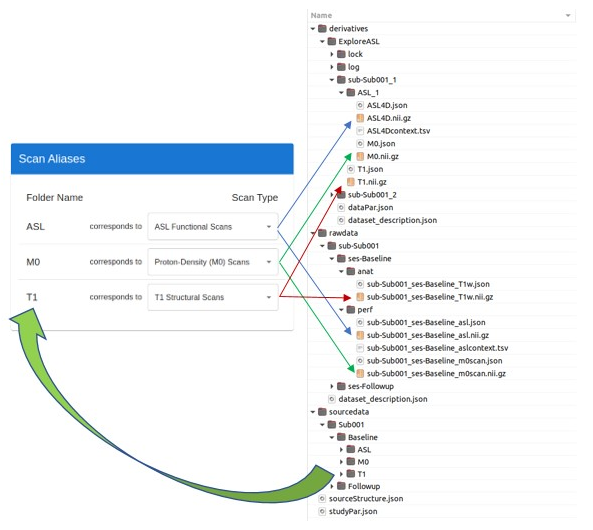 Scan Aliases
Folder Name Scan Type
ASL corresponds to ASL Functional Scans
M0 corresponds to Proton-Density (M0) Scans
T1 corresponds to T1 Structural Scans
Name
derivatives
ExploreASL
lock
log
sub-Sub001_1
ASL_1
ASL4D.json
ASL4D.nii.gz
ASL4Dcontext.tsv
M0.json
M0.nii.gz
T1.json
T1.nii.gz
sub-Sub001_2
dataPar.json
dataset_description.json
rawdata
sub-Sub001
ses-Baseline
anat
sub-Sub001_ses-Baseline_T1w.json
sub-Sub001_ses-Baseline_T1w.nii.gz
perf
sub-Sub001_ses-Baseline_asl.json
sub-Sub001_ses-Baseline_asl.nii.gz
sub-Sub001_ses-Baseline_aslcontext.tsv
sub-Sub001_ses-Baseline_m0scan.json
sub-Sub001_ses-Baseline_m0scan.nii.gz
ses-Followup
dataset_description.json
sourcedata
Sub001
Baseline
ASL
M0
T1
Followup
sourceStructure.json
studyPar.json